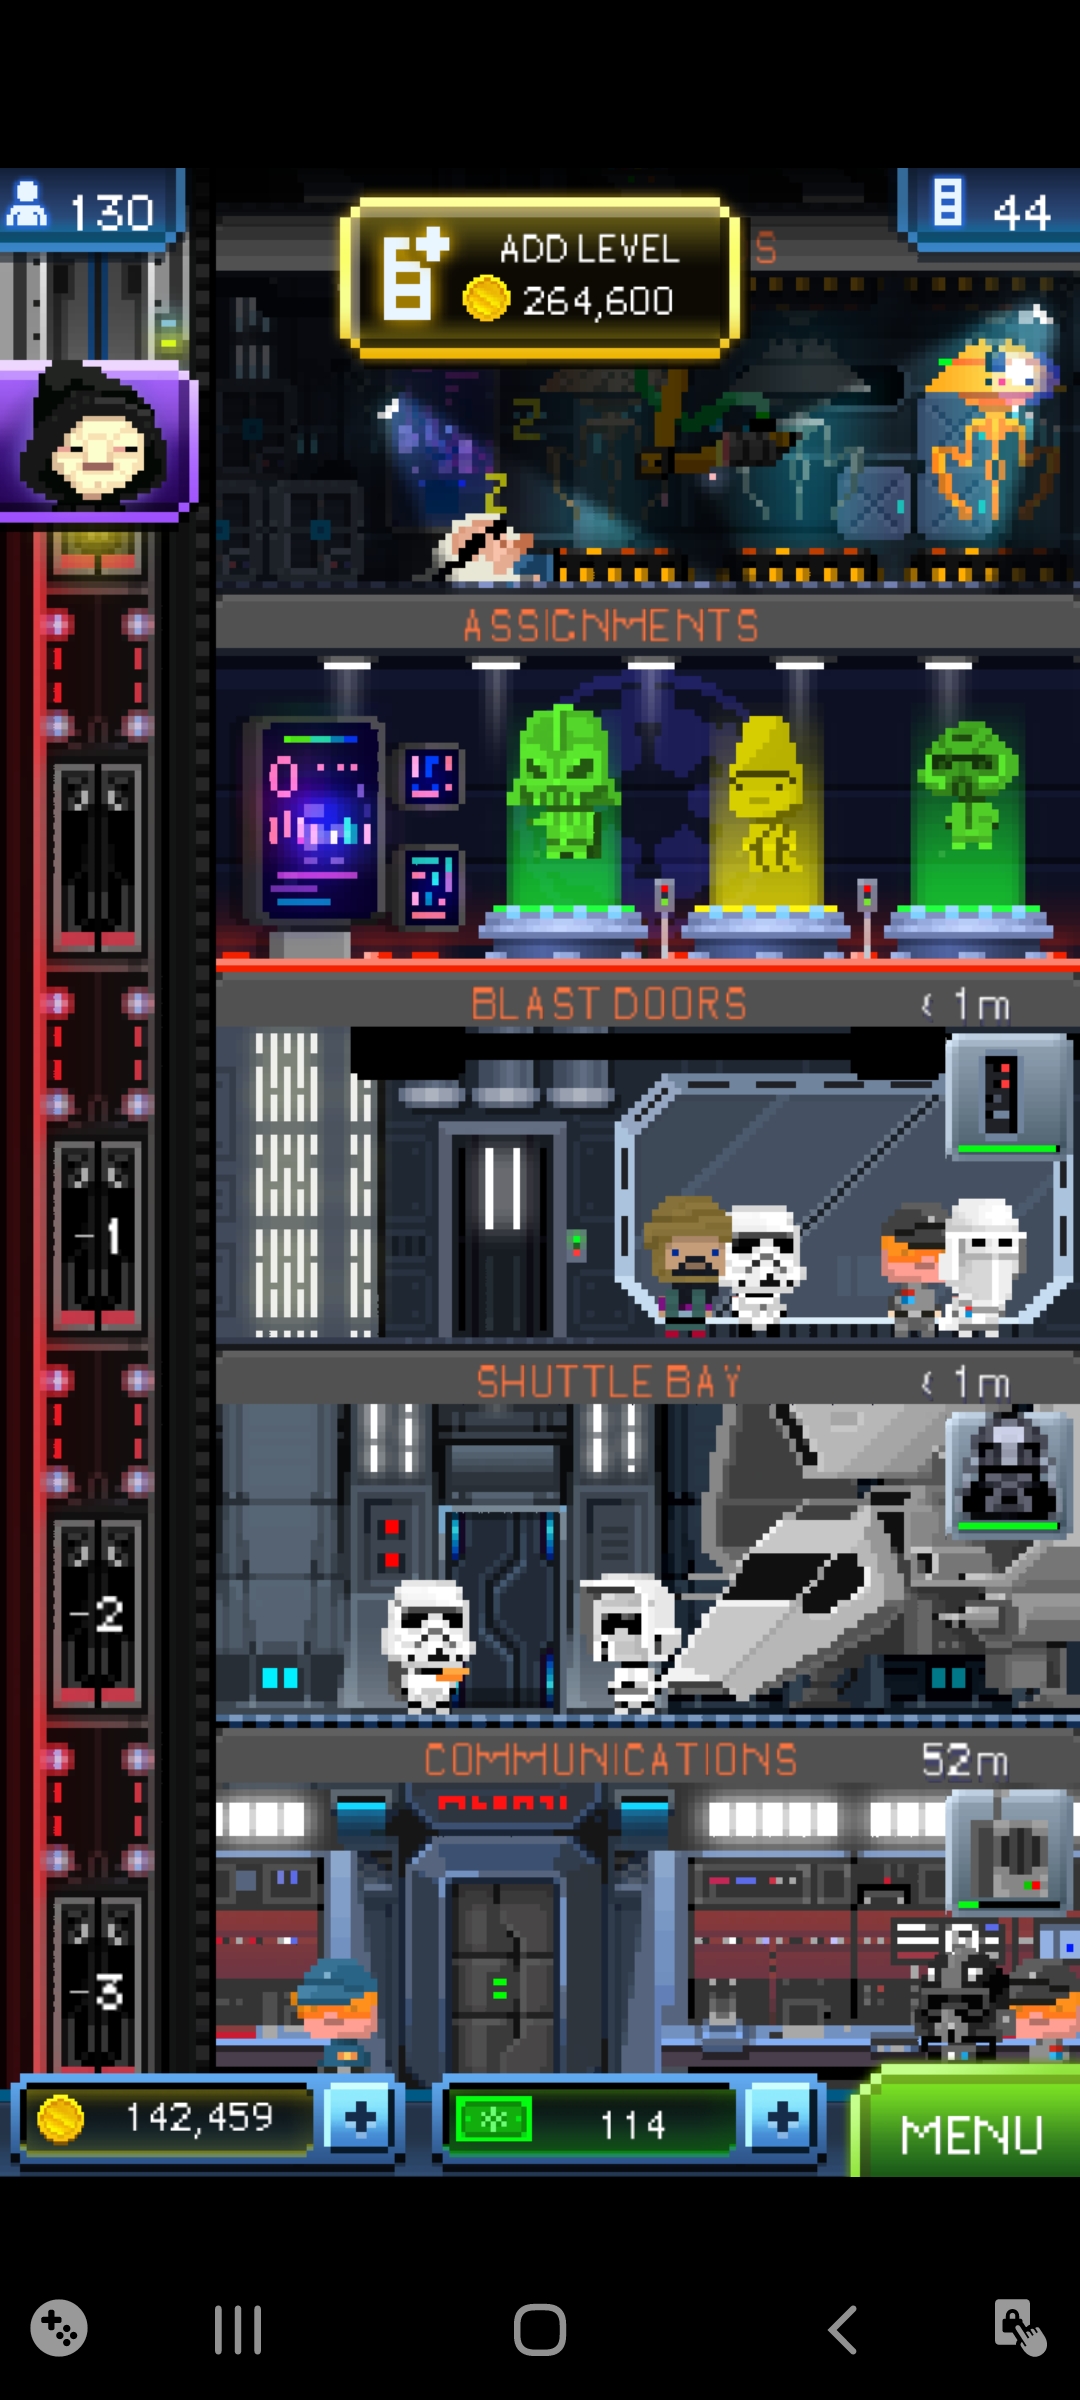 130
ADD LEVEL
264,600
44
S
Z
Z
ASSIGNMENTS
BLAST DOORS < 1m
-1
SHUTTLE BAY < 1m
-2
COMMUNICATIONS 52m
-3
142,459 +
114 +
MENU